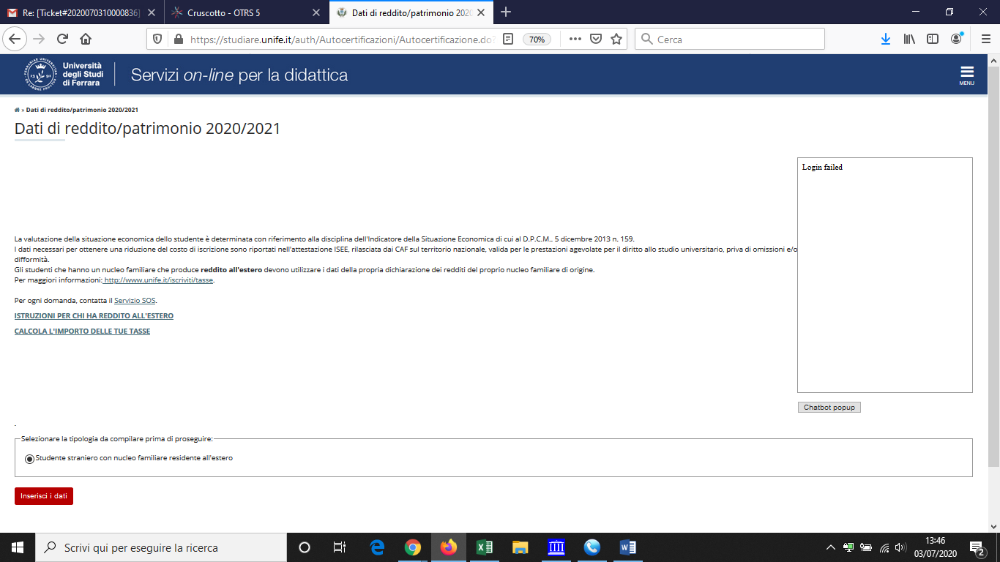 Re: [Ticket#2020070310000836]
Cruscotto - OTRS 5
Dati di reddito/patrimonio 2020
https://studiare.unife.it/auth/Autocertificazioni/Autocertificazione.do?
70%
Cerca
Università
degli Studi
di Ferrara
Servizi on-line per la didattica
MENU
» Dati di reddito/patrimonio 2020/2021
Dati di reddito/patrimonio 2020/2021
Login failed
La valutazione della situazione economica dello studente è determinata con riferimento alla disciplina dell'Indicatore della Situazione Economica di cui al D.P.C.M.. 5 dicembre 2013 n. 159.
I dati necessari per ottenere una riduzione del costo di iscrizione sono riportati nell'attestazione ISEE, rilasciata dai CAF sul territorio nazionale, valida per le prestazioni agevolate per il diritto allo studio universitario, priva di omissioni e/o
difformità.
Gli studenti che hanno un nucleo familiare che produce reddito all'estero devono utilizzare i dati della propria dichiarazione dei redditi del proprio nucleo familiare di origine.
Per maggiori informazioni: http://www.unife.it/iscriviti/tasse.
Per ogni domanda, contatta il Servizio SOS.
ISTRUZIONI PER CHI HA REDDITO ALL'ESTERO
CALCOLA L'IMPORTO DELLE TUE TASSE
Chatbot popup
.
Selezionare la tipologia da compilare prima di proseguire:
Studente straniero con nucleo familiare residente all'estero
Inserisci i dati
Scrivi qui per eseguire la ricerca
13:46
03/07/2020
2